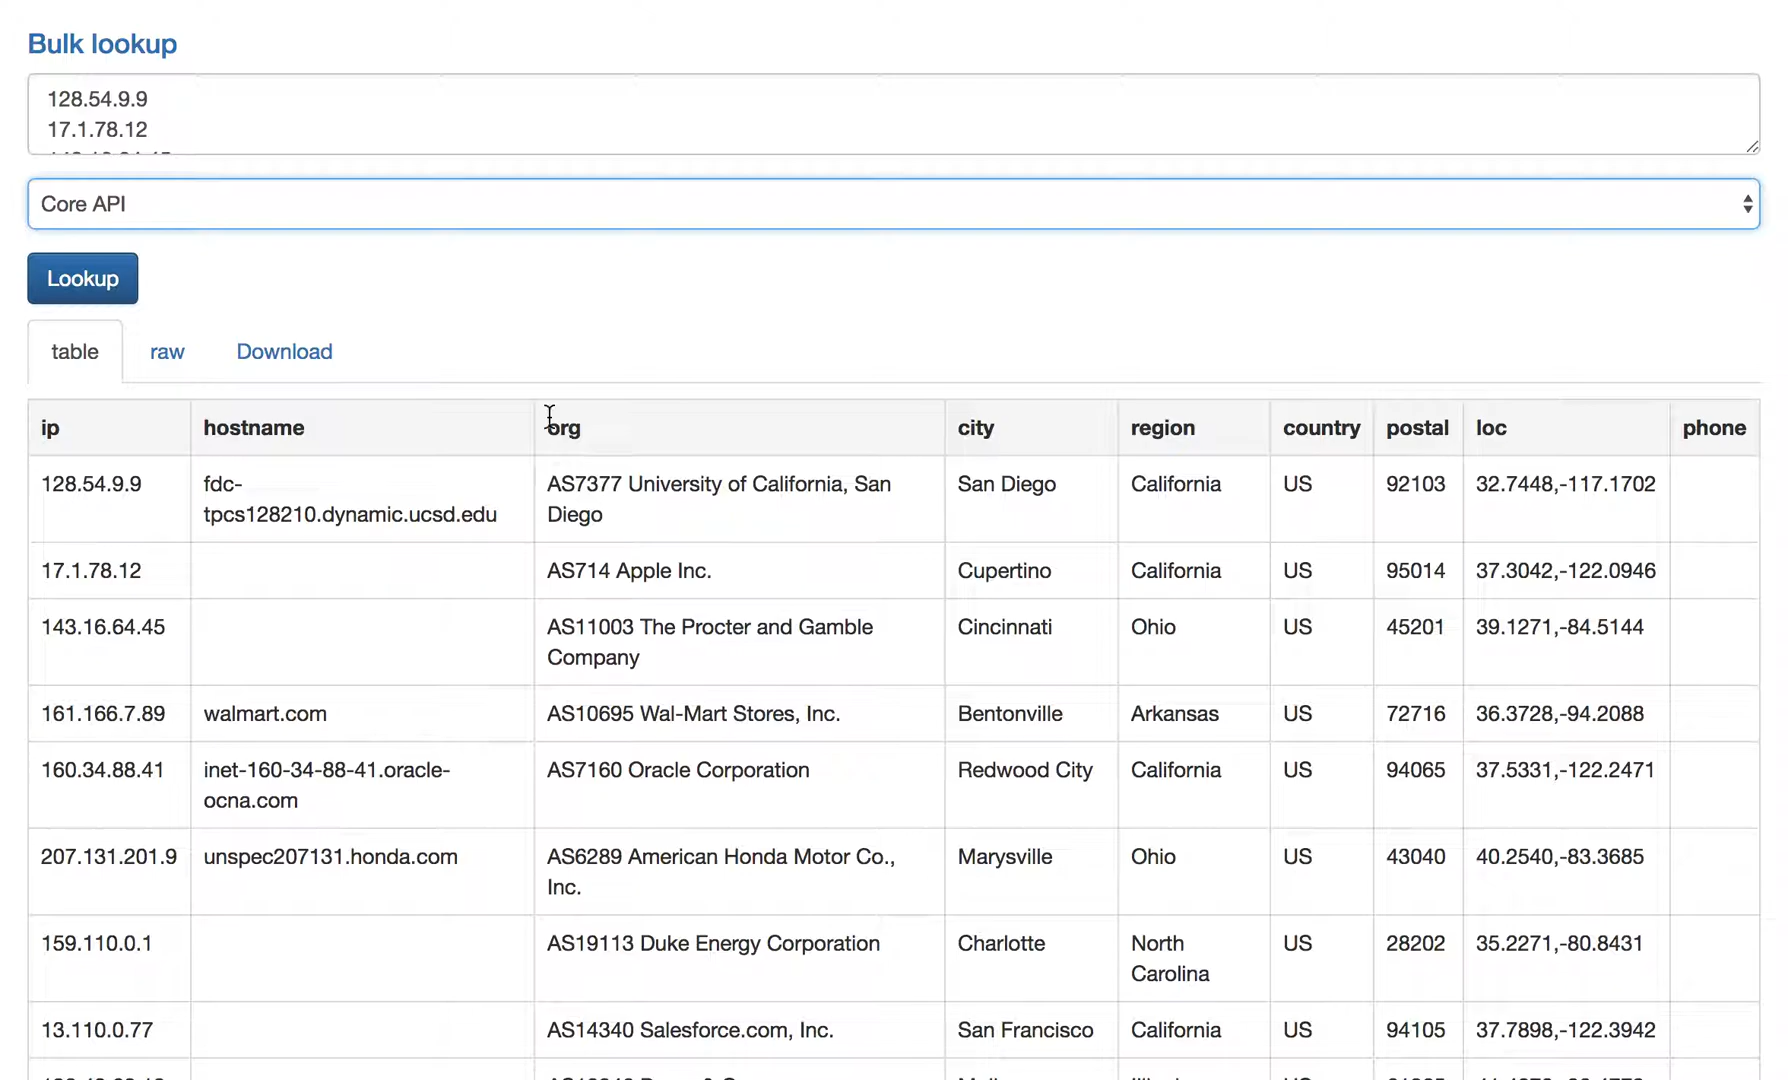 Bulk lookup
128.54.9.9
17.1.78.12
Core API
Lookup
table raw Download
ip hostname org city region country postal loc phone
128.54.9.9 fdc- AS7377 University of California, San San Diego California US 92103 32.7448,-117.1702
tpcs128210.dynamic.ucsd.edu Diego
17.1.78.12 AS714 Apple Inc. Cupertino California US 95014 37.3042,-122.0946
143.16.64.45 AS11003 The Procter and Gamble Cincinnati Ohio US 45201 39.1271,-84.5144
Company
161.166.7.89 walmart.com AS10695 Wal-Mart Stores, Inc. Bentonville Arkansas US 72716 36.3728,-94.2088
160.34.88.41 inet-160-34-88-41.oracle- AS7160 Oracle Corporation Redwood City California US 94065 37.5331,-122.2471
ocna.com
207.131.201.9 unspec207131.honda.com AS6289 American Honda Motor Co., Marysville Ohio US 43040 40.2540,-83.3685
Inc.
159.110.0.1 AS19113 Duke Energy Corporation Charlotte North US 28202 35.2271,-80.8431
Carolina
13.110.0.77 AS14340 Salesforce.com, Inc. San Francisco California US 94105 37.7898,-122.3942